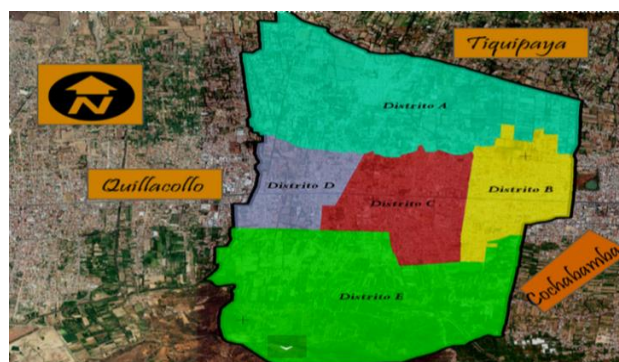 Tiquipaya
N
Distrito A
Quillacollo
Distrito D
Distrito B
Distrito C
Cochabamba
Distrito E